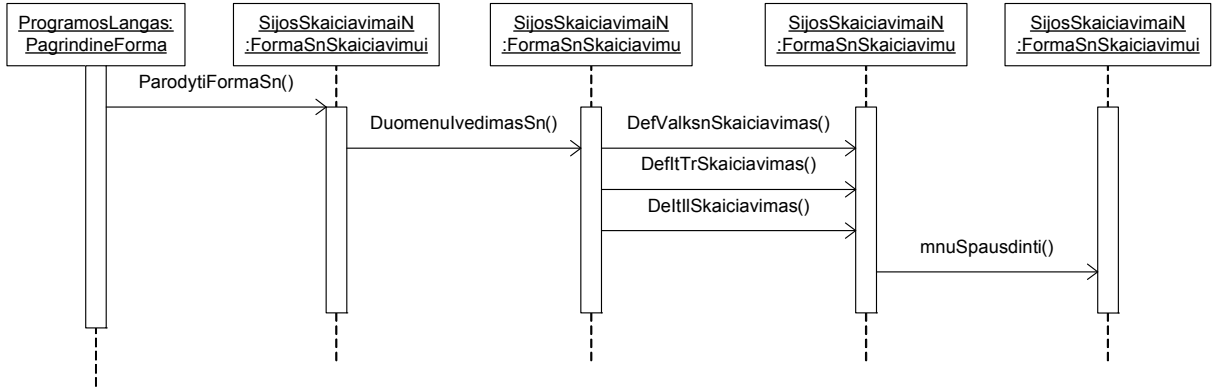 ProgramosLangas:
PagrindineForma
SijosSkaiciavimaiN
:FormaSnSkaiciavimui
SijosSkaiciavimaiN
:FormaSnSkaiciavimu
SijosSkaiciavimaiN
:FormaSnSkaiciavimu
SijosSkaiciavimaiN
:FormaSnSkaiciavimui
ParodytiFormaSn()
DuomenuIvedimasSn()
DefValksnSkaiciavimas()
DefItTrSkaiciavimas()
DeItIlSkaiciavimas()
mnuSpausdinti()